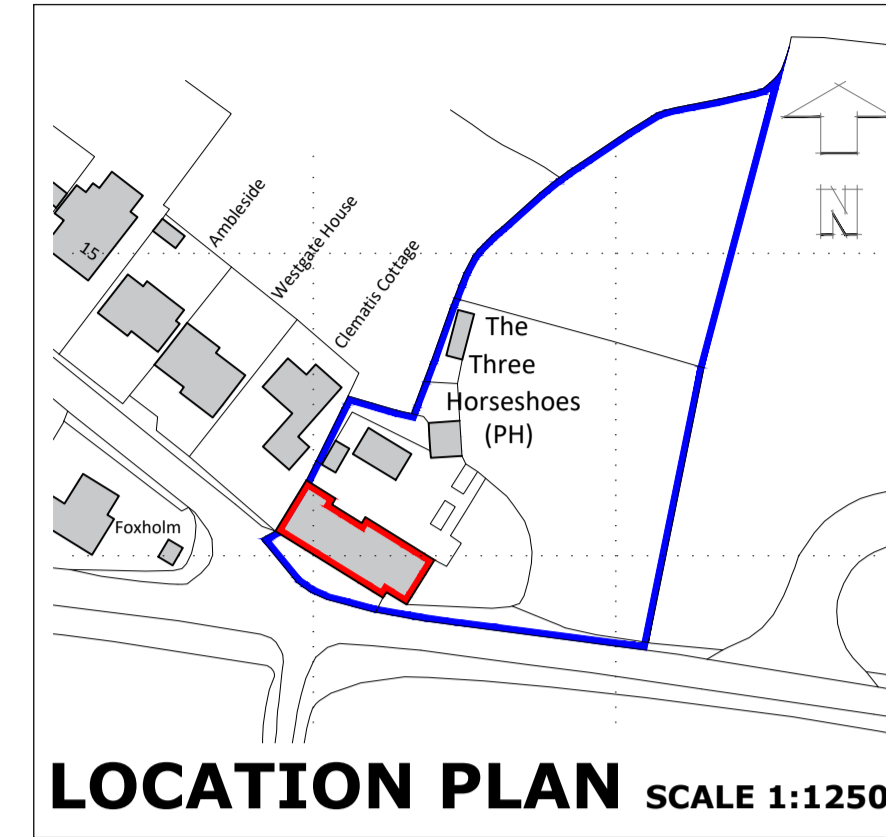 Ambleside
Westgate House
Clematis Cottage
15
The
Three
Horseshoes
(PH)
Foxholm
N
LOCATION PLAN SCALE 1:1250